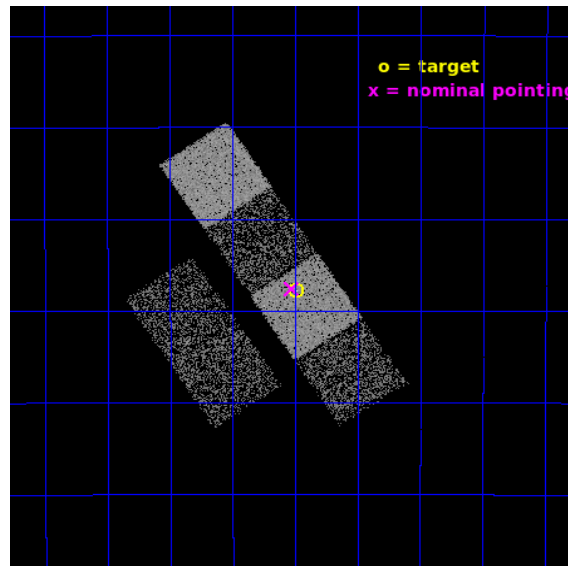 o = target
x = nominal pointing